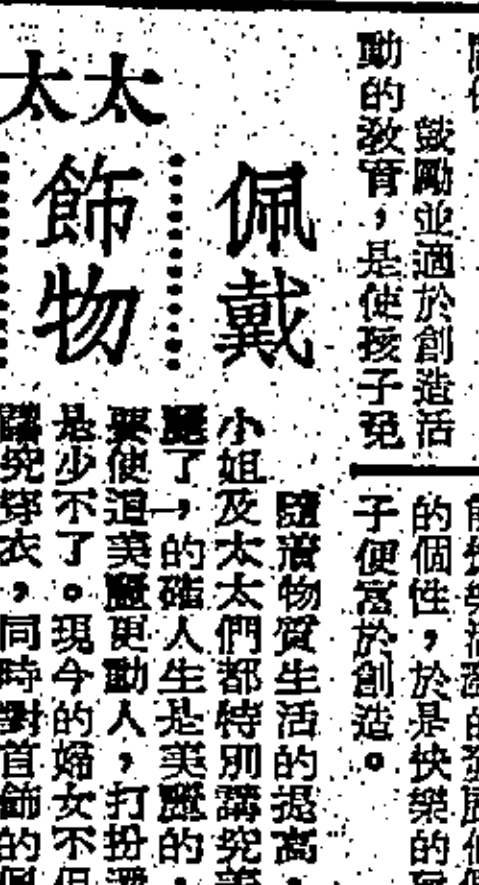 鼓勵並適於創造活
動的教育，是使孩子免
的個性，於是快樂的
子便富於創造。
太太
佩戴
飾物
隨着物質生活的提高，
小姐及太太們都特別講究
麗了，的確人生是美麗的，
要使這美麗更動人，打扮還
是少不了。現今的婦女不但
講究穿衣，同時對首飾的佩